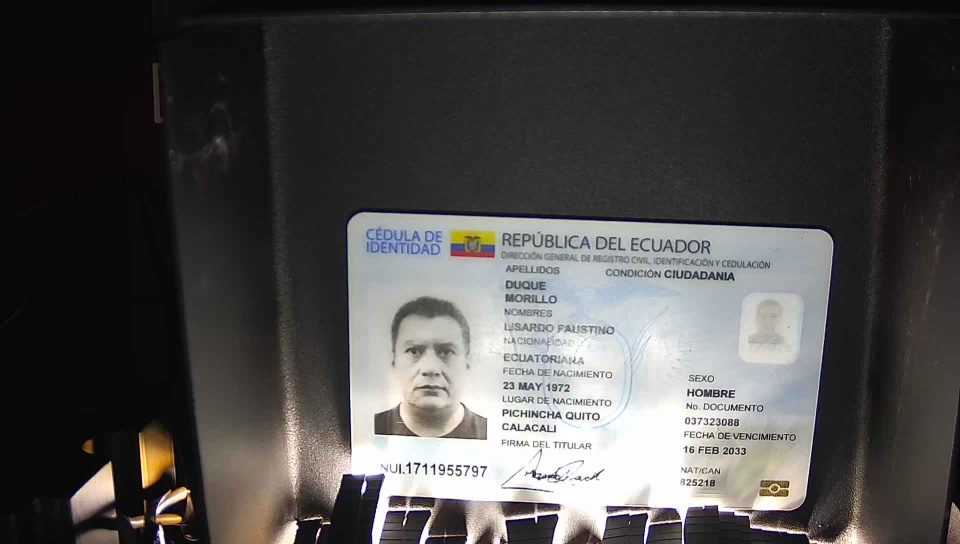 CÉDULA DE IDENTIDAD
REPÚBLICA DEL ECUADOR
DIRECCIÓN GENERAL DE REGISTRO CIVIL, IDENTIFICACIÓN Y CEDULACIÓN
APELLIDOS
CONDICIÓN CIUDADANIA
DUQUE
MORILLO
NOMBRES
LISARDO FAUSTINO
NACIONALIDAD
ECUATORIANA
FECHA DE NACIMIENTO
23 MAY 1972
LUGAR DE NACIMIENTO
PICHINCHA QUITO
CALACALI
FIRMA DEL TITULAR
SEXO
HOMBRE
No. DOCUMENTO
037323088
FECHA DE VENCIMIENTO
16 FEB 2033
NAT/CAN
825218
NUI.1711955797